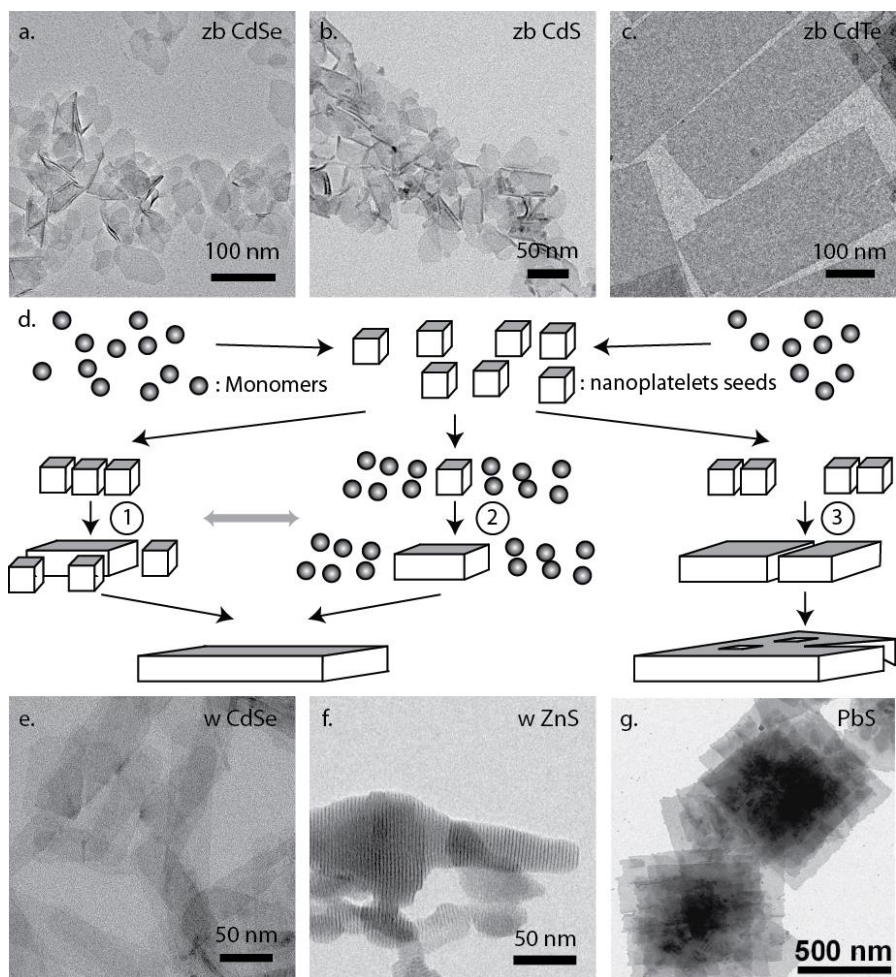 a. zb CdSe
100 nm
b. zb CdS
50 nm
c. zb CdTe
100 nm
d.
: Monomers
: nanoplatelets seeds
1
2
3
e. w CdSe
50 nm
f. w ZnS
50 nm
g. PbS
500 nm